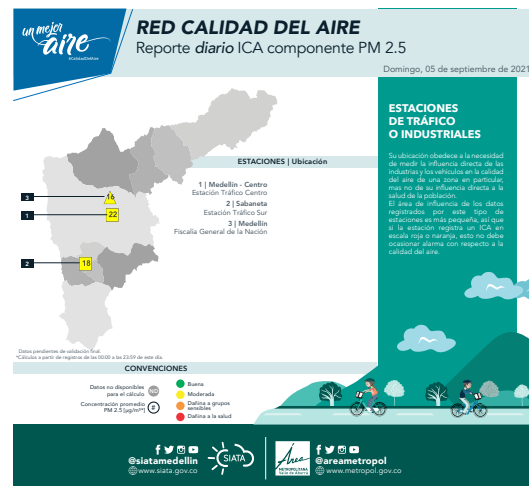 un mejor
aire
#CalidadDelAire
RED CALIDAD DEL AIRE
Reporte diario ICA componente PM 2.5
Domingo, 05 de septiembre de 2021
ESTACIONES | Ubicación
1 | Medellín - Centro
Estación Tráfico Centro
2 | Sabaneta
Estación Tráfico Sur
3 | Medellín
Fiscalía General de la Nación
3
16
1
22
2
18
ESTACIONES
DE TRÁFICO
O INDUSTRIALES
Su ubicación obedece a la necesidad
de medir la influencia directa de las
industrias y los vehículos en la calidad
del aire de una zona en particular,
mas no de su influencia directa a la
salud de la población.
El área de influencia de los datos
registrados por este tipo de
estaciones es más pequeña, así que
si la estación registra un ICA en
escala roja o naranja, esto no debe
ocasionar alarma con respecto a la
calidad del aire.
Datos pendientes de validación final.
*Cálculos a partir de registros de las 00:00 a las 23:59 de este día.
CONVENCIONES
Datos no disponibles
para el cálculo
Concentración promedio
PM 2.5 [µg/m³*]
#
Buena
Moderada
Dañina a grupos
sensibles
Dañina a la salud
@siatamedellin
www.siata.gov.co
SIATA
Área
METROPOLITANA
Valle de Aburrá
@areametropol
www.metropol.gov.co